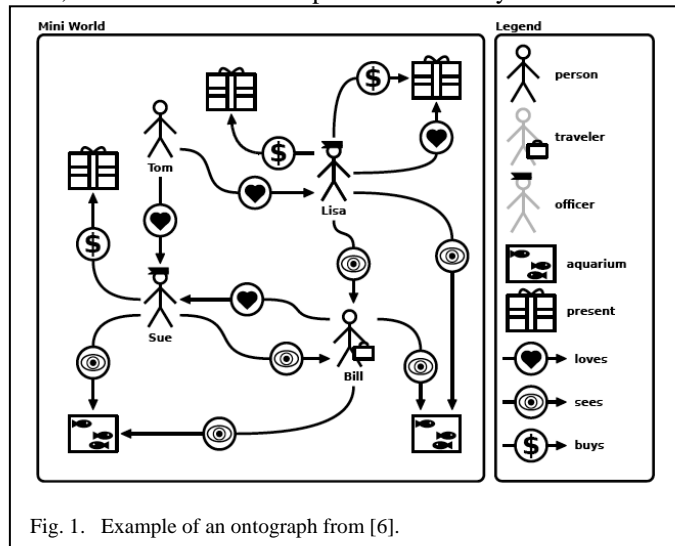 Mini World
Legend
person
traveler
officer
aquarium
present
loves
sees
buys
$
$
$
$
Tom
Lisa
Sue
Bill
Fig. 1. Example of an ontograph from [6].